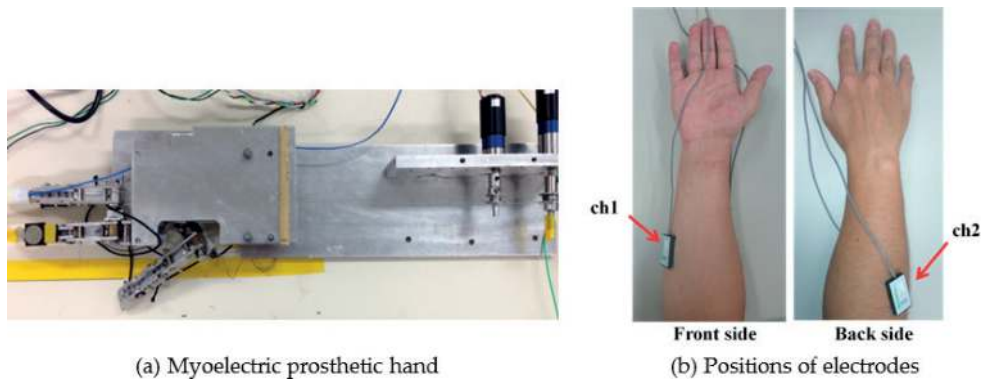 ch1
ch2
Front side
Back side
(a) Myoelectric prosthetic hand
(b) Positions of electrodes